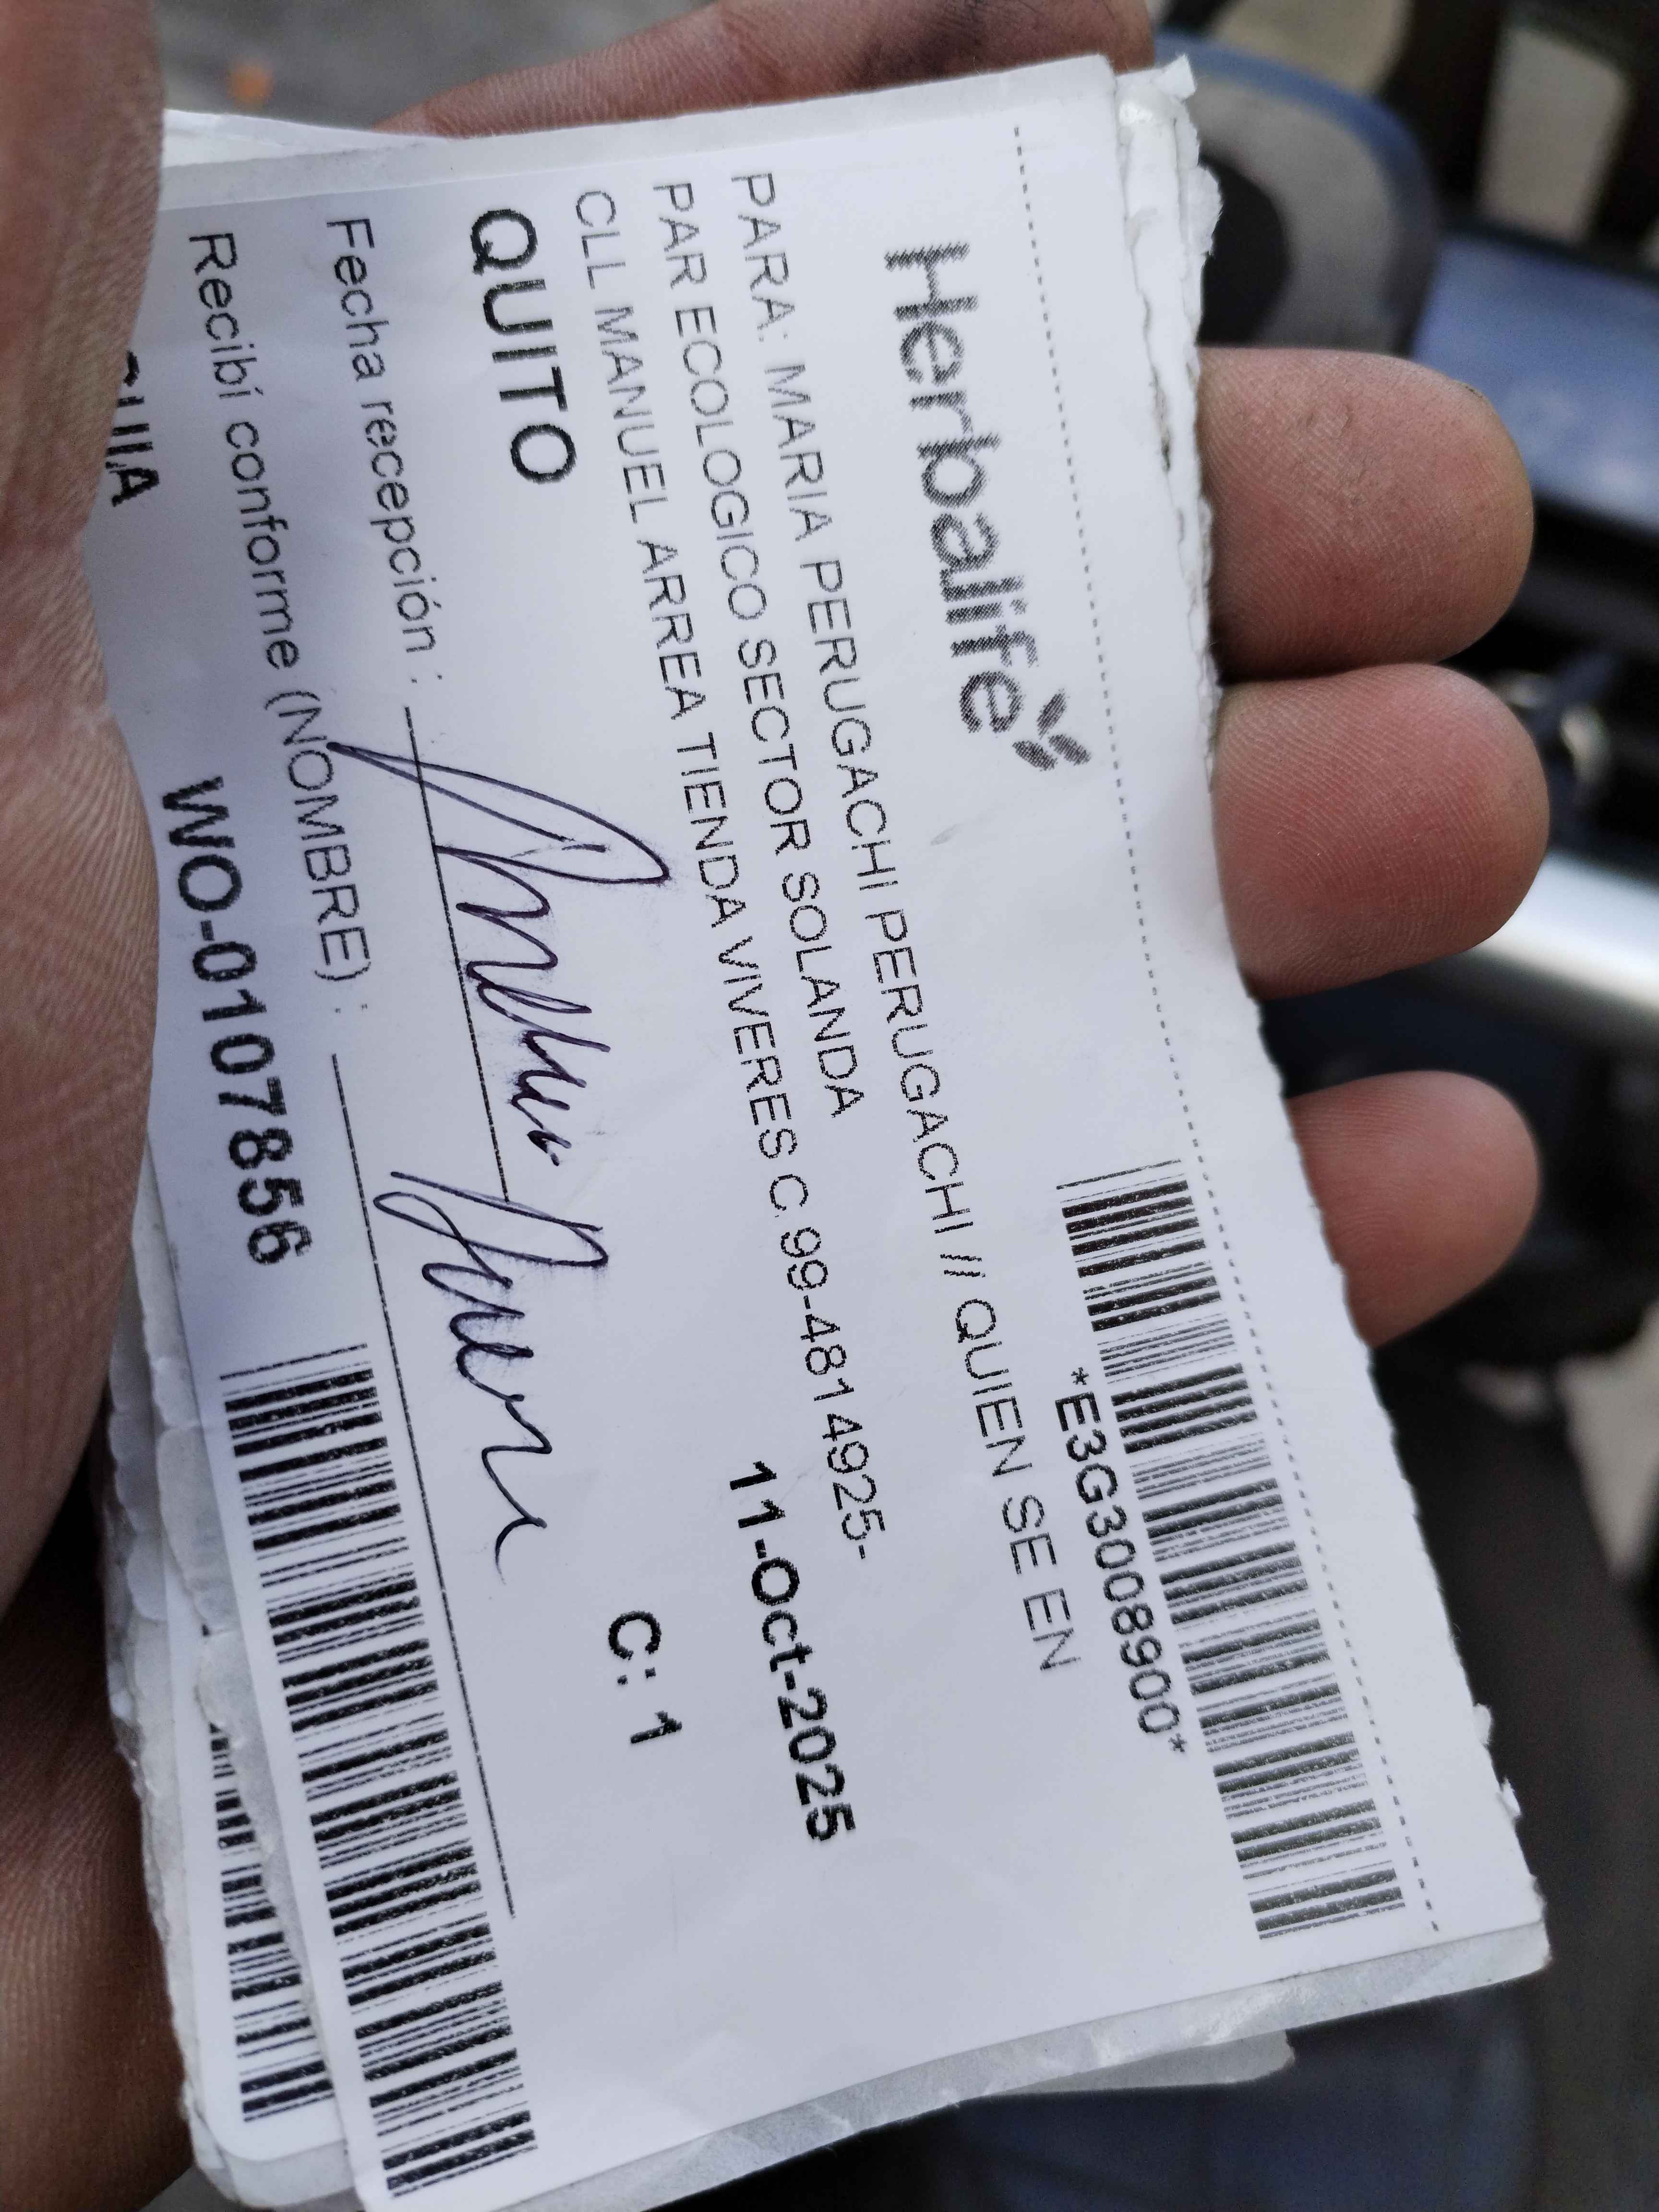 Herbalife
*E3G3008900*
PARA: MARIA PERUGACHI PERUGACHI // QUIEN SE EN
PAR ECOLOGICO SECTOR SOLANDA
CLL MANUEL ARREA TIENDA VIVERES C 99-4814925-
QUITO
11-Oct-2025
C: 1
Fecha recepción :
Recibí conforme (NOMBRE) :
WO-0107856